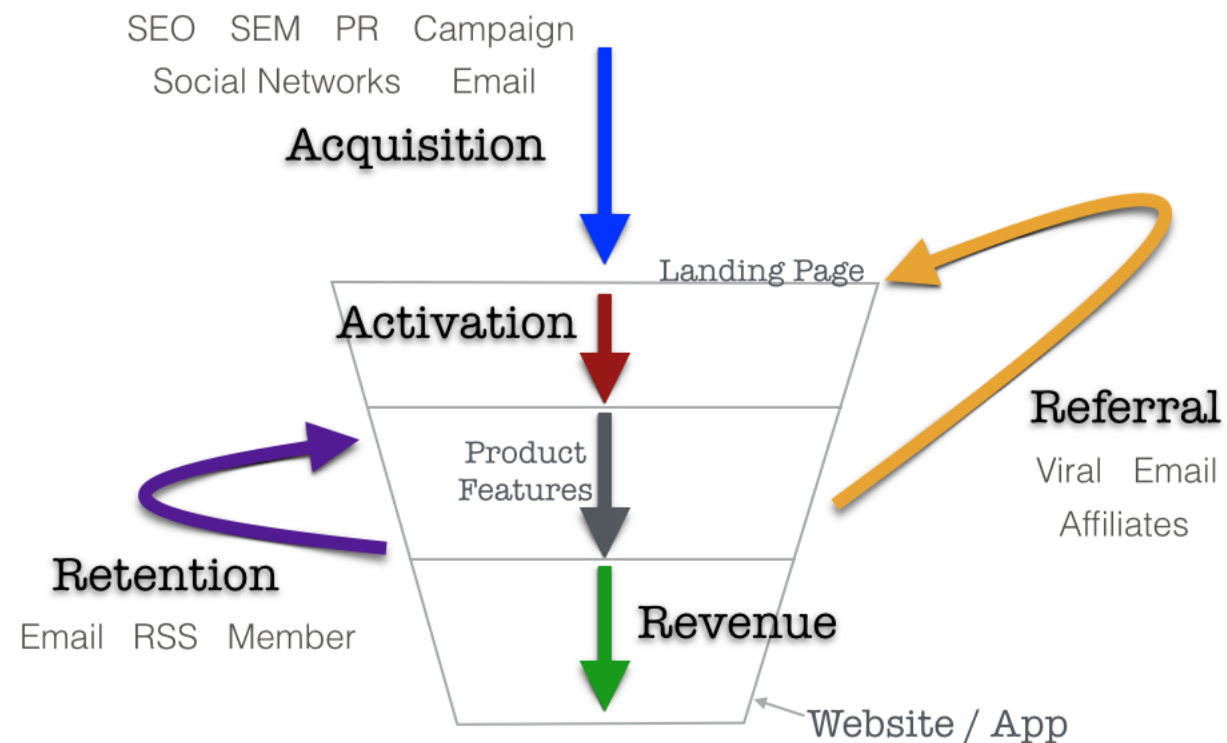 SEO SEM PR Campaign
Social Networks Email
Acquisition
Landing Page
Activation
Product
Features
Referral
Viral Email
Affiliates
Retention
Email RSS Member
Revenue
Website / App